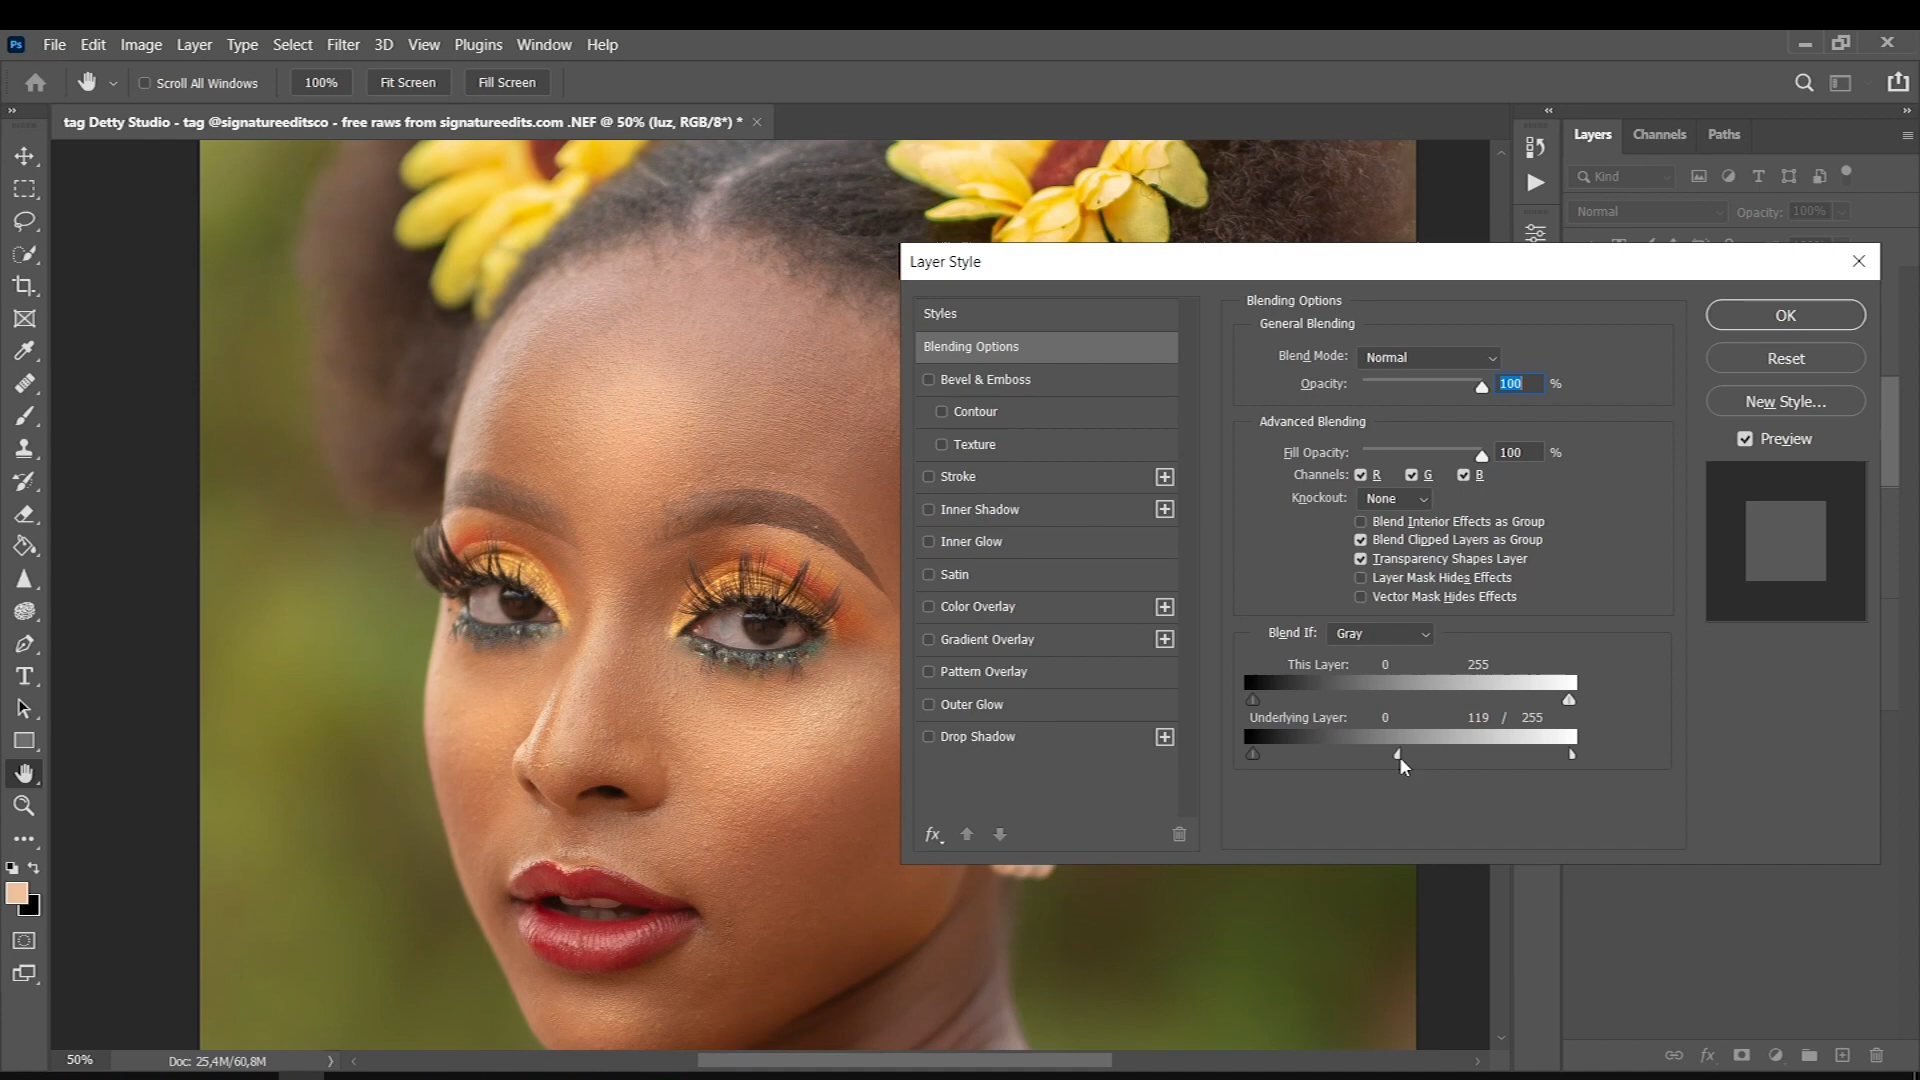 Ps File Edit Image Layer Type Select Filter 3D View Plugins Window Help
Scroll All Windows 100% Fit Screen Fill Screen
tag Detty Studio - tag @signatureeditsco - free raws from signatureedits.com .NEF @ 50% (luz, RGB/8*) *
Layers Channels Paths
Kind
Normal Opacity: 100%
Layer Style
Styles
Blending Options
Bevel & Emboss
Contour
Texture
Stroke
Inner Shadow
Inner Glow
Satin
Color Overlay
Gradient Overlay
Pattern Overlay
Outer Glow
Drop Shadow
fx
Blending Options
General Blending
Blend Mode: Normal
Opacity: 100 %
Advanced Blending
Fill Opacity: 100 %
Channels: R G B
Knockout: None
Blend Interior Effects as Group
Blend Clipped Layers as Group
Transparency Shapes Layer
Layer Mask Hides Effects
Vector Mask Hides Effects
Blend If: Gray
This Layer: 0 255
Underlying Layer: 0 119 / 255
OK
Reset
New Style...
Preview
50% Doc: 25,4M/60,8M
fx